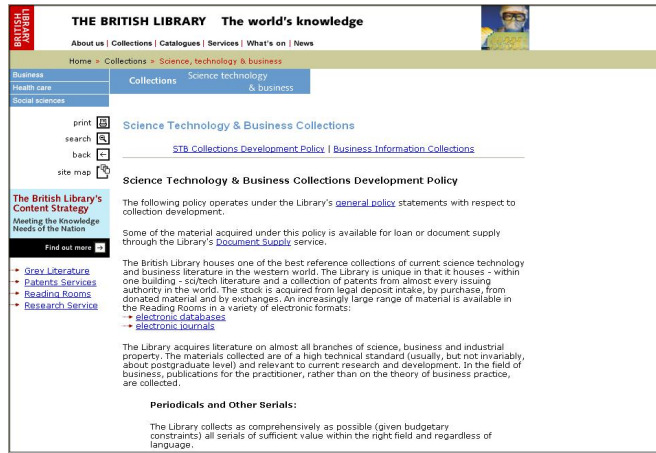 BRITISH
LIBRARY
THE BRITISH LIBRARY The world's knowledge
About us | Collections | Catalogues | Services | What's on | News
Home » Collections » Science, technology & business
Business
Health care
Social sciences
Collections Science technology
& business
print
search
back
site map
The British Library's
Content Strategy
Meeting the Knowledge
Needs of the Nation
Find out more
Grey Literature
Patents Services
Reading Rooms
Research Service
Science Technology & Business Collections
STB Collections Development Policy | Business Information Collections
Science Technology & Business Collections Development Policy
The following policy operates under the Library's general policy statements with respect to
collection development.
Some of the material acquired under this policy is available for loan or document supply
through the Library's Document Supply service.
The British Library houses one of the best reference collections of current science technology
and business literature in the western world. The Library is unique in that it houses - within
one building - sci/tech literature and a collection of patents from almost every issuing
authority in the world. The stock is acquired from legal deposit intake, by purchase, from
donated material and by exchanges. An increasingly large range of material is available in
the Reading Rooms in a variety of electronic formats:
electronic databases
electronic journals
The Library acquires literature on almost all branches of science, business and industrial
property. The materials collected are of a high technical standard (usually, but not invariably,
about postgraduate level) and relevant to current research and development. In the field of
business, publications for the practitioner, rather than on the theory of business practice,
are collected.
Periodicals and Other Serials:
The Library collects as comprehensively as possible (given budgetary
constraints) all serials of sufficient value within the right field and regardless of
language.